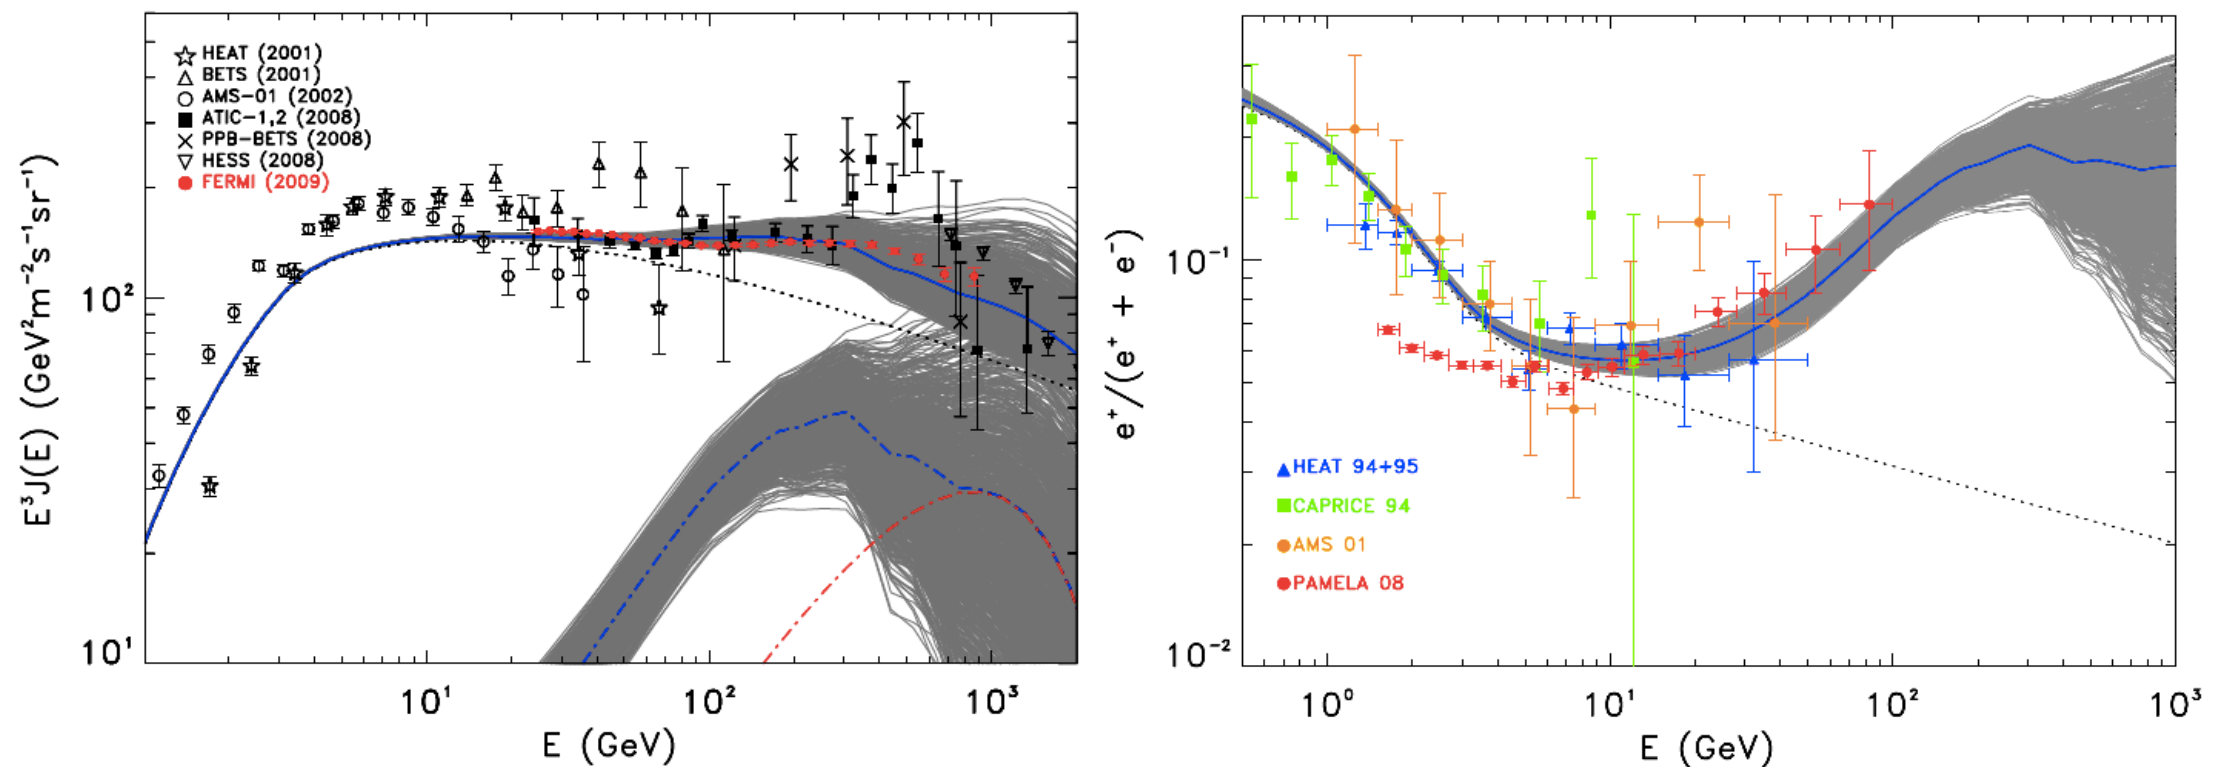 HEAT (2001)
BETS (2001)
AMS-01 (2002)
ATIC-1,2 (2008)
PPB-BETS (2008)
HESS (2008)
FERMI (2009)
E³J(E) (GeV²m⁻²s⁻¹sr⁻¹)
10²
10¹
10¹ 10² 10³
E (GeV)
e⁺/(e⁺ + e⁻)
10⁻¹
10⁻²
HEAT 94+95
CAPRICE 94
AMS 01
PAMELA 08
10⁰ 10¹ 10² 10³
E (GeV)